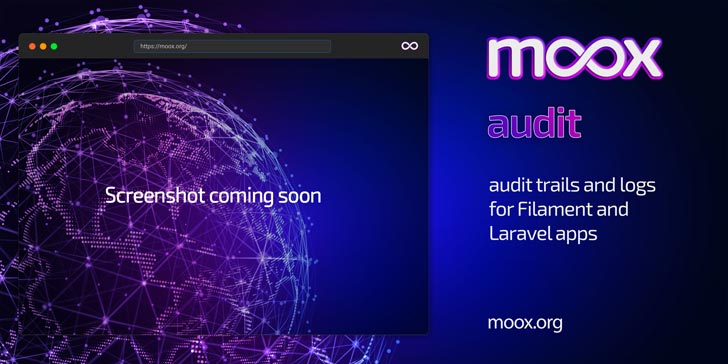 https://moox.org/
Screenshot coming soon
moox
audit
audit trails and logs
for Filament and
Laravel apps
moox.org